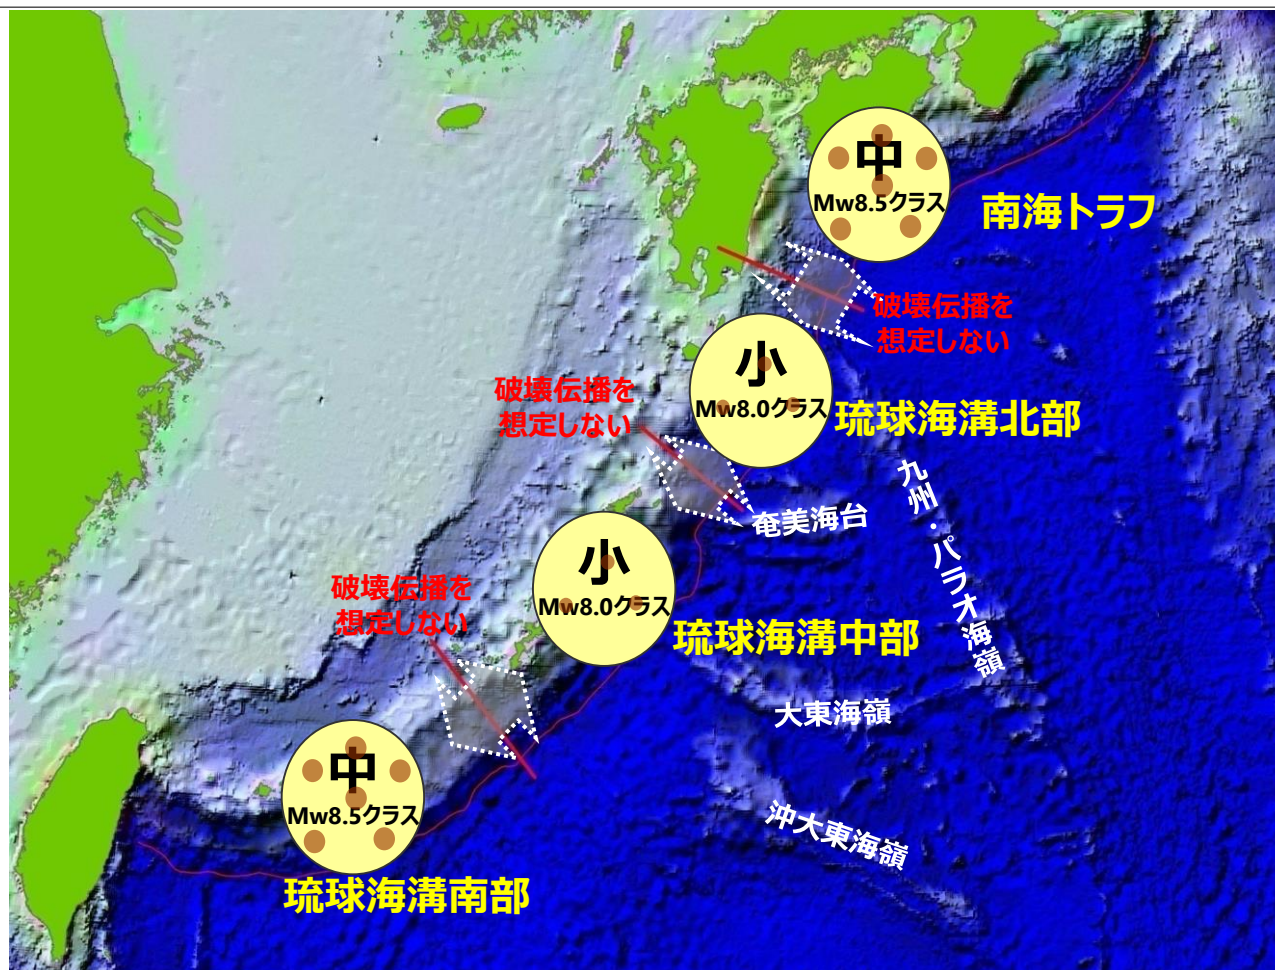 中
Mw8.5クラス
南海トラフ
破壊伝播を
想定しない
小
Mw8.0クラス
琉球海溝北部
破壊伝播を
想定しない
九州・パラオ海嶺
奄美海台
小
Mw8.0クラス
琉球海溝中部
破壊伝播を
想定しない
大東海嶺
中
Mw8.5クラス
沖大東海嶺
琉球海溝南部